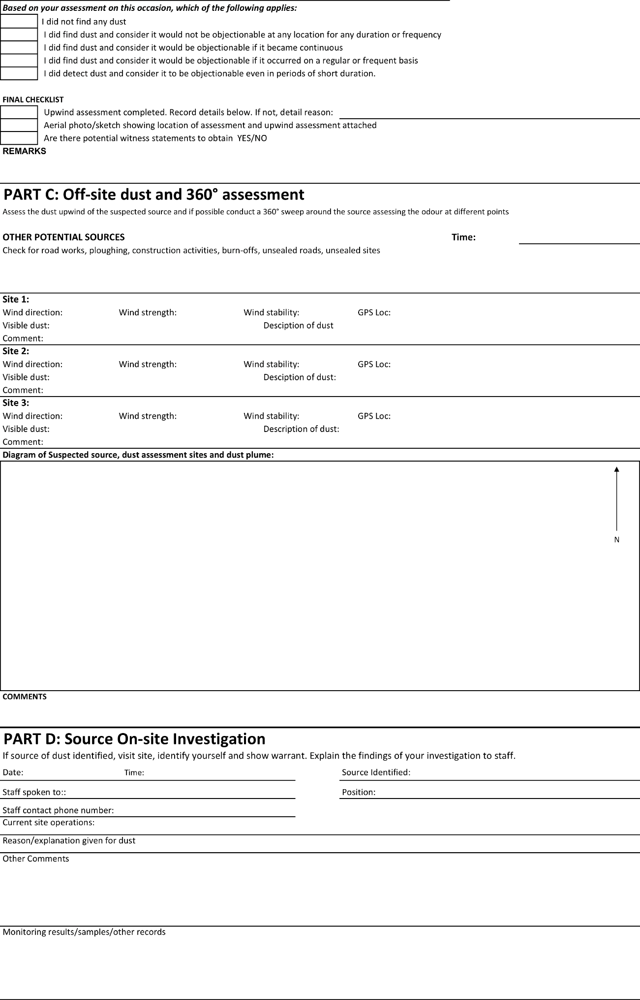 Based on your assessment on this occasion, which of the following applies:
I did not find any dust
I did find dust and consider it would not be objectionable at any location for any duration or frequency
I did find dust and consider it would be objectionable if it became continuous
I did find dust and consider it would be objectionable if it occurred on a regular or frequent basis
I did detect dust and consider it to be objectionable even in periods of short duration.
FINAL CHECKLIST
Upwind assessment completed. Record details below. If not, detail reason:
Aerial photo/sketch showing location of assessment and upwind assessment attached
Are there potential witness statements to obtain YES/NO
REMARKS
PART C: Off-site dust and 360° assessment
Assess the dust upwind of the suspected source and if possible conduct a 360° sweep around the source assessing the odour at different points
OTHER POTENTIAL SOURCES Time:
Check for road works, ploughing, construction activities, burn-offs, unsealed roads, unsealed sites
Site 1:
Wind direction: Wind strength: Wind stability: GPS Loc:
Visible dust: Desciption of dust
Comment:
Site 2:
Wind direction: Wind strength: Wind stability: GPS Loc:
Visible dust: Desciption of dust:
Comment:
Site 3:
Wind direction: Wind strength: Wind stability: GPS Loc:
Visible dust: Description of dust:
Comment:
Diagram of Suspected source, dust assessment sites and dust plume:
N
COMMENTS
PART D: Source On-site Investigation
If source of dust identified, visit site, identify yourself and show warrant. Explain the findings of your investigation to staff.
Date: Time: Source Identified:
Staff spoken to:: Position:
Staff contact phone number:
Current site operations:
Reason/explanation given for dust
Other Comments
Monitoring results/samples/other records